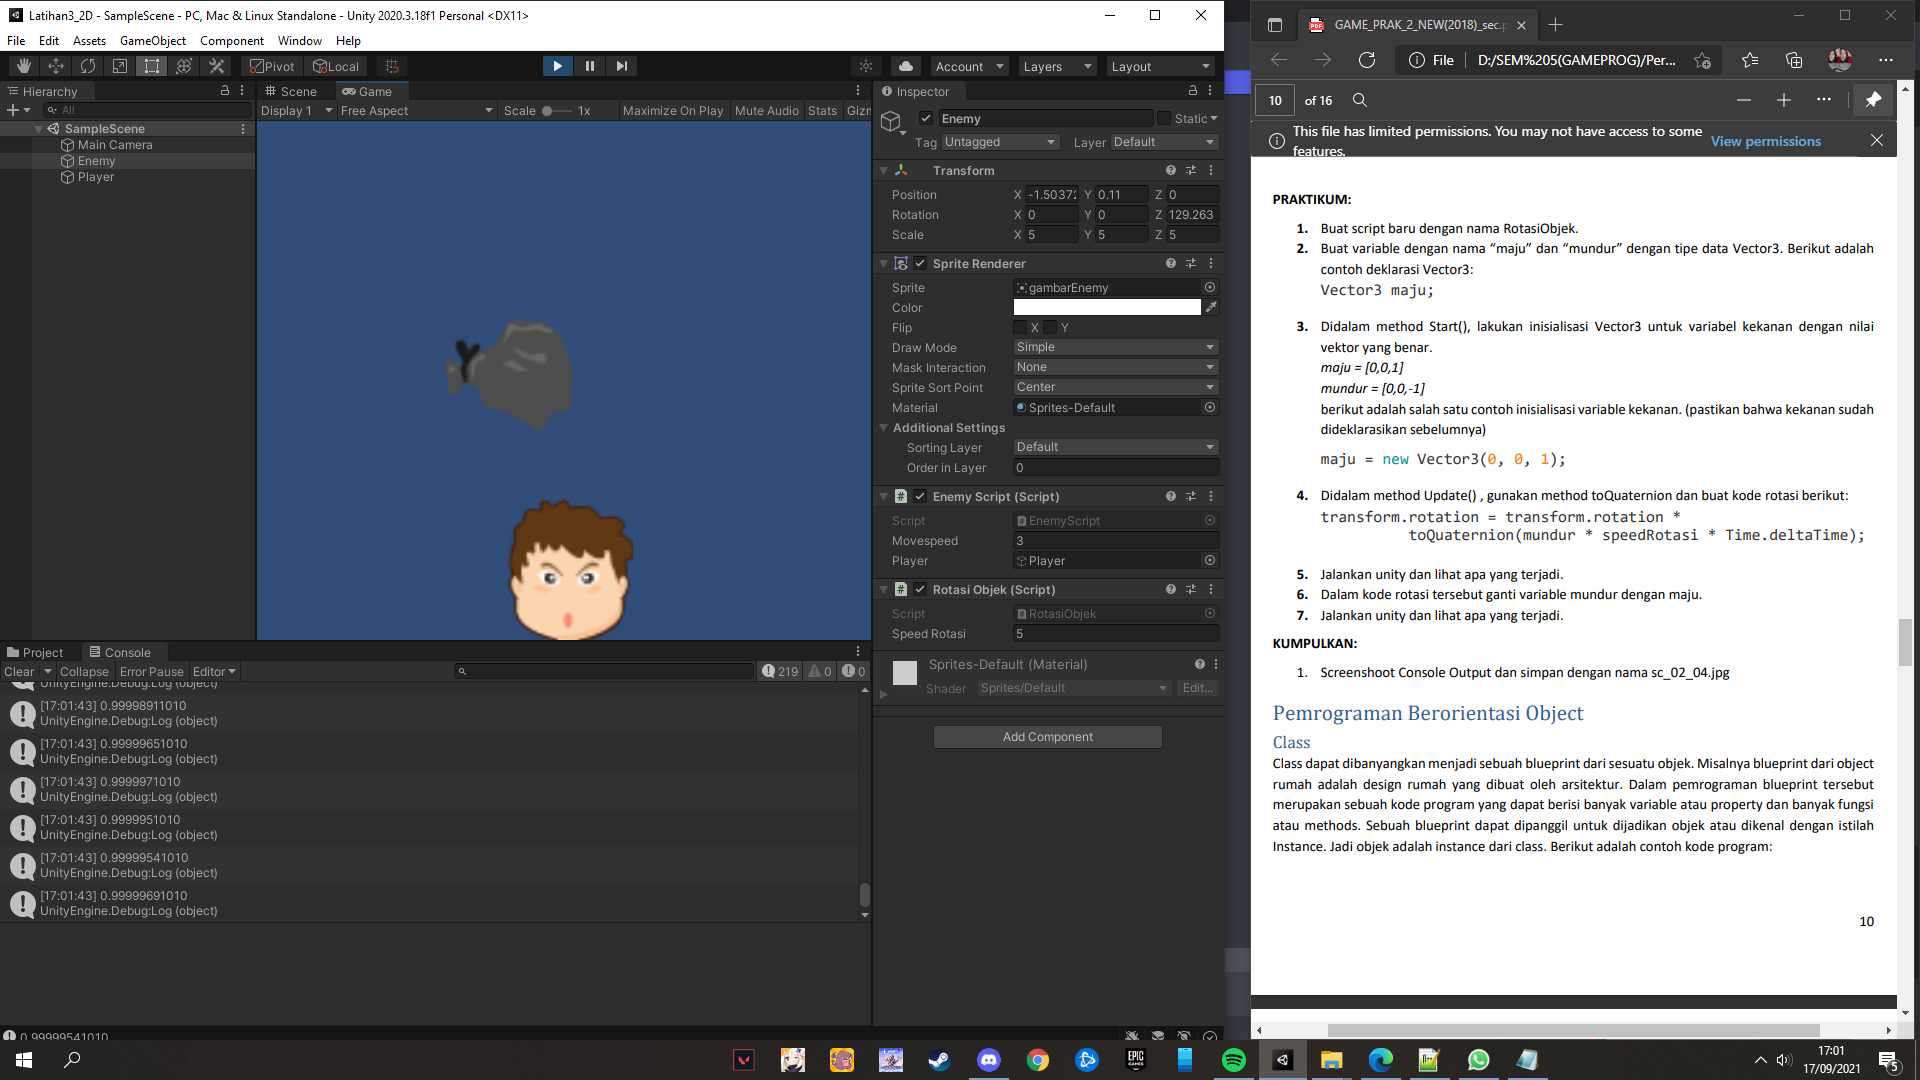 Latihan3_2D - SampleScene - PC, Mac & Linux Standalone - Unity 2020.3.18f1 Personal <DX11>
File Edit Assets GameObject Component Window Help
Pivot Local
Account Layers Layout
Hierarchy
All
SampleScene
Main Camera
Enemy
Player
Scene Game
Display 1 Free Aspect Scale 1x Maximize On Play Mute Audio Stats Gizn
Inspector
Enemy Static
Tag Untagged Layer Default
Transform
Position X -1.5037 Y 0.11 Z 0
Rotation X 0 Y 0 Z 129.263
Scale X 5 Y 5 Z 5
Sprite Renderer
Sprite gambarEnemy
Color
Flip X Y
Draw Mode Simple
Mask Interaction None
Sprite Sort Point Center
Material Sprites-Default
Additional Settings
Sorting Layer Default
Order in Layer 0
Enemy Script (Script)
Script EnemyScript
Movespeed 3
Player Player
Rotasi Objek (Script)
Script RotasiObjek
Speed Rotasi 5
Sprites-Default (Material)
Shader Sprites/Default Edit...
Add Component
Project Console
Clear Collapse Error Pause Editor 219 0 0
UnityEngine.Debug:Log (object)
[17:01:43] 0.99998911010
UnityEngine.Debug:Log (object)
[17:01:43] 0.99999651010
UnityEngine.Debug:Log (object)
[17:01:43] 0.9999971010
UnityEngine.Debug:Log (object)
[17:01:43] 0.9999951010
UnityEngine.Debug:Log (object)
[17:01:43] 0.99999541010
UnityEngine.Debug:Log (object)
[17:01:43] 0.99999691010
UnityEngine.Debug:Log (object)
0.99999541010
GAME_PRAK_2_NEW(2018)_sec.p
File D:/SEM%205(GAMEPROG)/Per...
10 of 16
This file has limited permissions. You may not have access to some features.
View permissions
PRAKTIKUM:
1. Buat script baru dengan nama RotasiObjek.
2. Buat variable dengan nama “maju” dan “mundur” dengan tipe data Vector3. Berikut adalah
contoh deklarasi Vector3:
Vector3 maju;
3. Didalam method Start(), lakukan inisialisasi Vector3 untuk variabel kekanan dengan nilai
vektor yang benar.
maju = [0,0,1]
mundur = [0,0,-1]
berikut adalah salah satu contoh inisialisasi variable kekanan. (pastikan bahwa kekanan sudah
dideklarasikan sebelumnya)
maju = new Vector3(0, 0, 1);
4. Didalam method Update() , gunakan method toQuaternion dan buat kode rotasi berikut:
transform.rotation = transform.rotation *
toQuaternion(mundur * speedRotasi * Time.deltaTime);
5. Jalankan unity dan lihat apa yang terjadi.
6. Dalam kode rotasi tersebut ganti variable mundur dengan maju.
7. Jalankan unity dan lihat apa yang terjadi.
KUMPULKAN:
1. Screenshoot Console Output dan simpan dengan nama sc_02_04.jpg
Pemrograman Berorientasi Object
Class
Class dapat dibanyangkan menjadi sebuah blueprint dari sesuatu objek. Misalnya blueprint dari object
rumah adalah design rumah yang dibuat oleh arsitektur. Dalam pemrograman blueprint tersebut
merupakan sebuah kode program yang dapat berisi banyak variable atau property dan banyak fungsi
atau methods. Sebuah blueprint dapat dipanggil untuk dijadikan objek atau dikenal dengan istilah
Instance. Jadi objek adalah instance dari class. Berikut adalah contoh kode program:
10
EPIC GAMES
17:01
17/09/2021
5